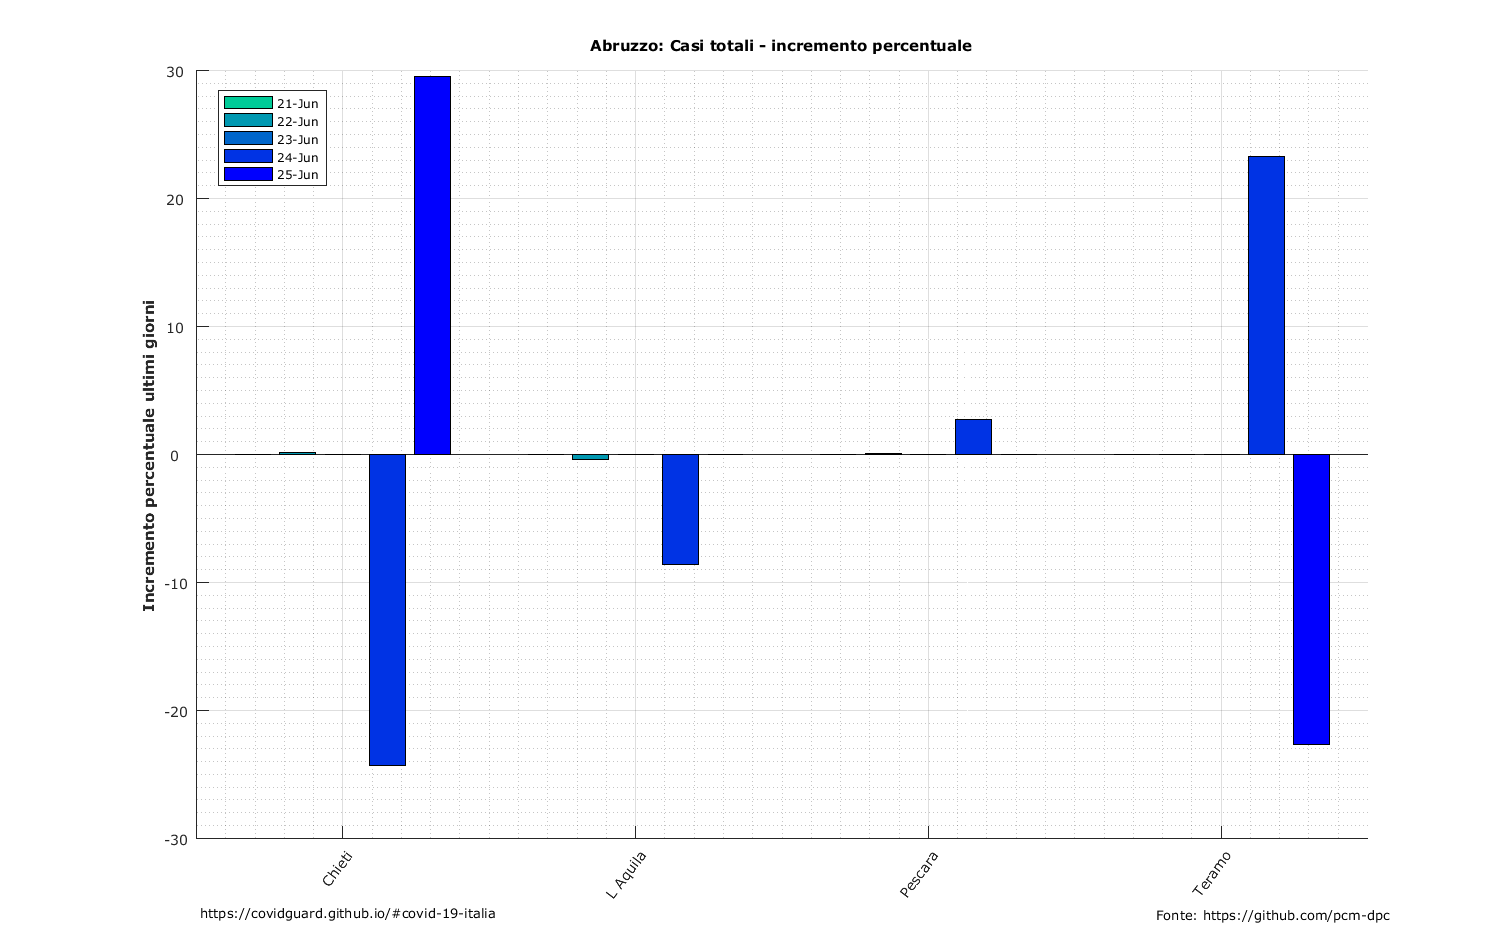 Abruzzo: Casi totali - incremento percentuale
Incremento percentuale ultimi giorni
30
20
10
0
-10
-20
-30
21-Jun
22-Jun
23-Jun
24-Jun
25-Jun
Chieti
L Aquila
Pescara
Teramo
https://covidguard.github.io/#covid-19-italia
Fonte: https://github.com/pcm-dpc